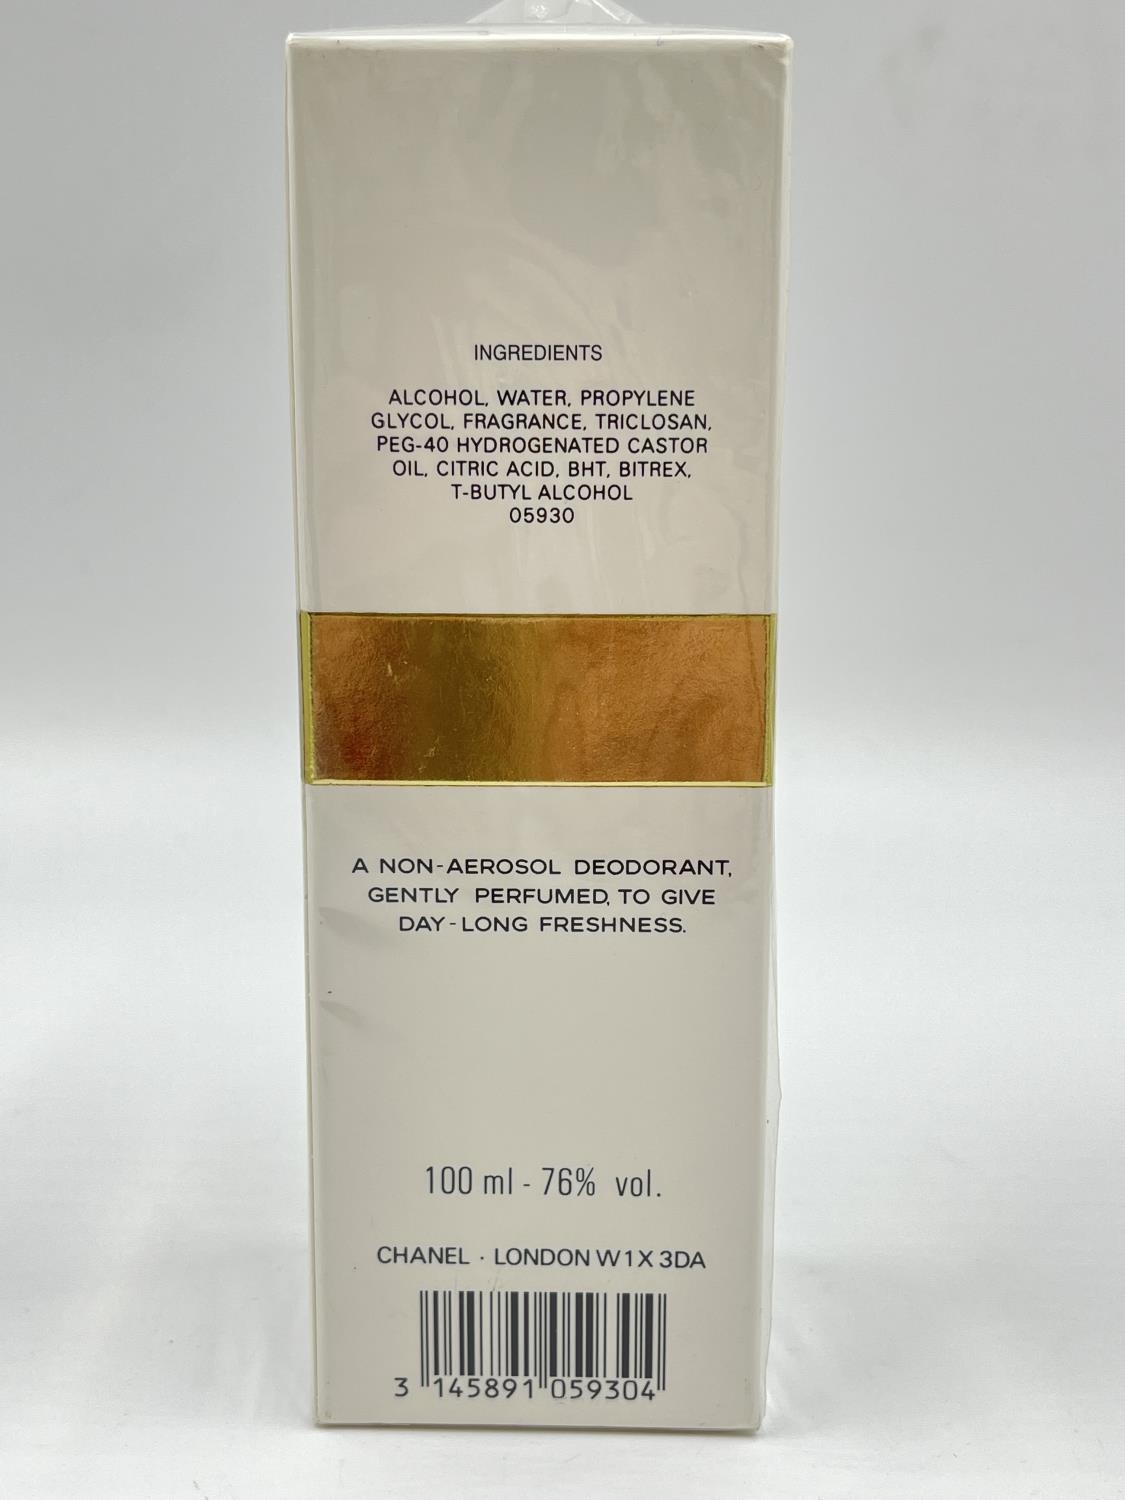 INGREDIENTS
ALCOHOL, WATER, PROPYLENE
GLYCOL, FRAGRANCE, TRICLOSAN,
PEG-40 HYDROGENATED CASTOR
OIL, CITRIC ACID, BHT, BITREX,
T-BUTYL ALCOHOL
05930
A NON-AEROSOL DEODORANT,
GENTLY PERFUMED, TO GIVE
DAY-LONG FRESHNESS.
100 ml - 76% vol.
CHANEL · LONDON W1X 3DA
3 145891 059304